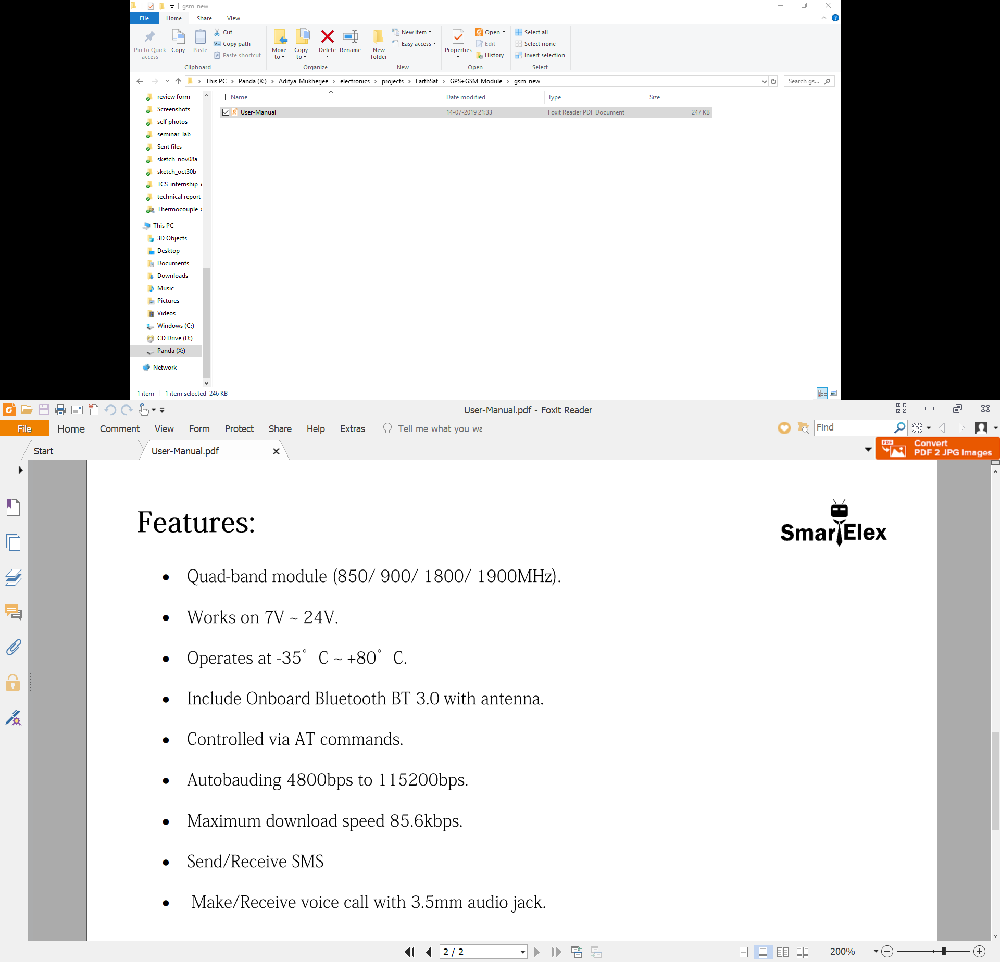 gsm_new
File Home Share View
Pin to Quick access
Copy
Paste
Cut
Copy path
Paste shortcut
Clipboard
Move to
Copy to
Delete
Rename
Organize
New folder
New item
Easy access
New
Properties
Open
Edit
History
Open
Select all
Select none
Invert selection
Select
This PC > Panda (X:) > Aditya_Mukherjee > electronics > projects > EarthSat > GPS+GSM_Module > gsm_new
Search gs...
Name Date modified Type Size
User-Manual 14-07-2019 21:33 Foxit Reader PDF Document 247 KB
review form
Screenshots
self photos
seminar lab
Sent files
sketch_nov08a
sketch_oct30b
TCS_internship_e
technical report
Thermocouple_a
This PC
3D Objects
Desktop
Documents
Downloads
Music
Pictures
Videos
Windows (C:)
CD Drive (D:)
Panda (X:)
Network
1 item 1 item selected 246 KB
User-Manual.pdf - Foxit Reader
File Home Comment View Form Protect Share Help Extras Tell me what you wa
Find
Start User-Manual.pdf
PDF Convert
PDF 2 JPG Images
Features:
SmartElex
• Quad-band module (850/ 900/ 1800/ 1900MHz).
• Works on 7V ~ 24V.
• Operates at -35° C ~ +80° C.
• Include Onboard Bluetooth BT 3.0 with antenna.
• Controlled via AT commands.
• Autobauding 4800bps to 115200bps.
• Maximum download speed 85.6kbps.
• Send/Receive SMS
• Make/Receive voice call with 3.5mm audio jack.
2 / 2
200%